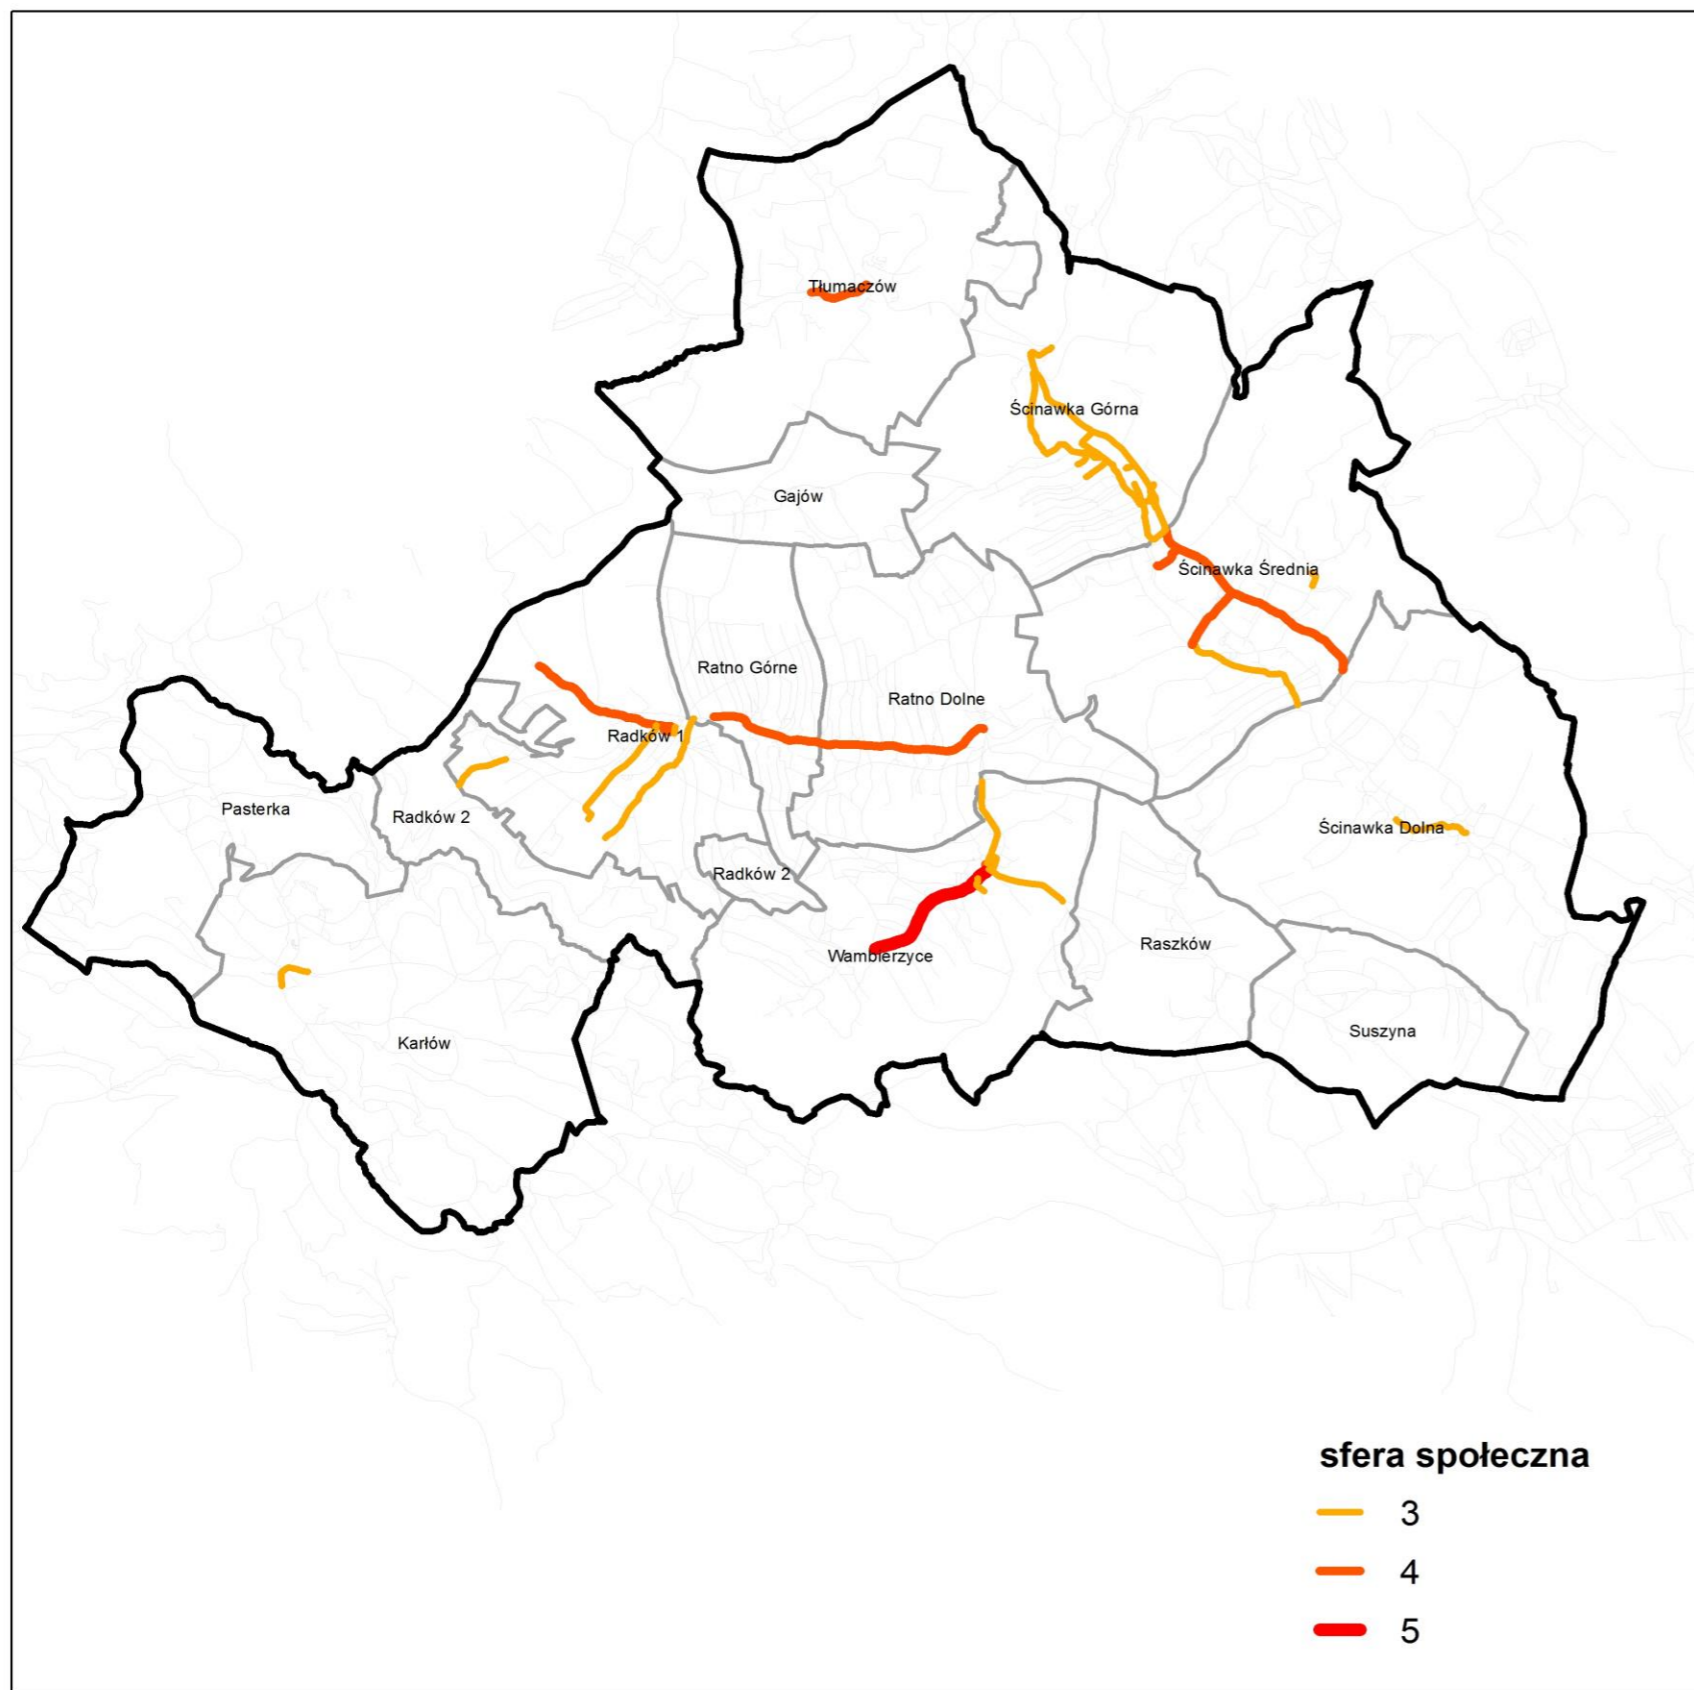 Tłumaczów
Ścinawka Górna
Gajów
Ścinawka Średnia
Ratno Górne
Ratno Dolne
Radków 1
Pasterka
Radków 2
Ścinawka Dolna
Radków 2
Wambierzyce
Raszków
Suszyna
Karłów
sfera społeczna
3
4
5